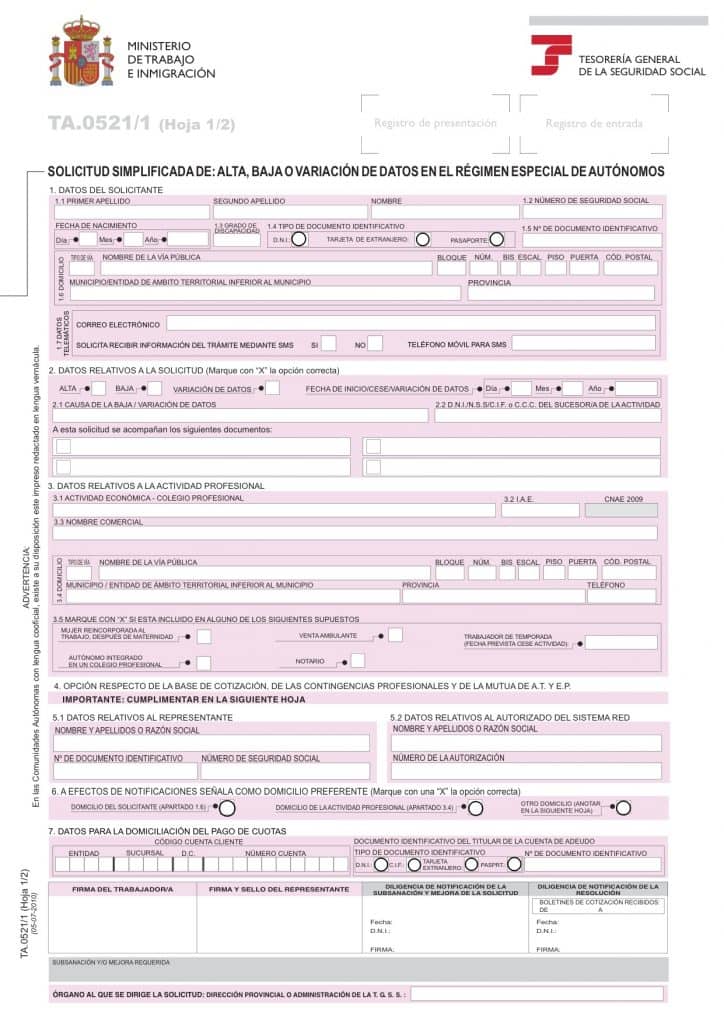 MINISTERIO
DE TRABAJO
E INMIGRACIÓN
TESORERÍA GENERAL
DE LA SEGURIDAD SOCIAL
TA.0521/1 (Hoja 1/2)
Registro de presentación
Registro de entrada
SOLICITUD SIMPLIFICADA DE: ALTA, BAJA O VARIACIÓN DE DATOS EN EL RÉGIMEN ESPECIAL DE AUTÓNOMOS
1. DATOS DEL SOLICITANTE
1.1 PRIMER APELLIDO SEGUNDO APELLIDO NOMBRE 1.2 NÚMERO DE SEGURIDAD SOCIAL
FECHA DE NACIMIENTO 1.3 GRADO DE DISCAPACIDAD 1.4 TIPO DE DOCUMENTO IDENTIFICATIVO 1.5 Nº DE DOCUMENTO IDENTIFICATIVO
Día Mes Año D.N.I.: TARJETA DE EXTRANJERO: PASAPORTE:
1.6 DOMICILIO
TIPO DE VÍA NOMBRE DE LA VÍA PÚBLICA BLOQUE NÚM. BIS ESCAL PISO PUERTA CÓD. POSTAL
MUNICIPIO/ENTIDAD DE AMBITO TERRITORIAL INFERIOR AL MUNICIPIO PROVINCIA
1.7 DATOS TELEMÁTICOS
CORREO ELECTRÓNICO
SOLICITA RECIBIR INFORMACIÓN DEL TRÁMITE MEDIANTE SMS SI NO TELÉFONO MÓVIL PARA SMS
2. DATOS RELATIVOS A LA SOLICITUD (Marque con "X" la opción correcta)
ALTA BAJA VARIACIÓN DE DATOS FECHA DE INICIO/CESE/VARIACIÓN DE DATOS Día Mes Año
2.1 CAUSA DE LA BAJA / VARIACIÓN DE DATOS 2.2 D.N.I./N.S.S/C.I.F. o C.C.C. DEL SUCESOR/A DE LA ACTIVIDAD
A esta solicitud se acompañan los siguientes documentos:
3. DATOS RELATIVOS A LA ACTIVIDAD PROFESIONAL
3.1 ACTIVIDAD ECONÓMICA - COLEGIO PROFESIONAL 3.2 I.A.E. CNAE 2009
3.3 NOMBRE COMERCIAL
3.4 DOMICILIO
TIPO DE VÍA NOMBRE DE LA VÍA PÚBLICA BLOQUE NÚM. BIS ESCAL PISO PUERTA CÓD. POSTAL
MUNICIPIO / ENTIDAD DE ÁMBITO TERRITORIAL INFERIOR AL MUNICIPIO PROVINCIA TELÉFONO
3.5 MARQUE CON "X" SI ESTA INCLUIDO EN ALGUNO DE LOS SIGUIENTES SUPUESTOS
MUJER REINCORPORADA AL
TRABAJO, DESPUÉS DE MATERNIDAD
VENTA AMBULANTE
TRABAJADOR DE TEMPORADA
(FECHA PREVISTA CESE ACTIVIDAD):
AUTÓNOMO INTEGRADO
EN UN COLEGIO PROFESIONAL
NOTARIO
4. OPCIÓN RESPECTO DE LA BASE DE COTIZACIÓN, DE LAS CONTINGENCIAS PROFESIONALES Y DE LA MUTUA DE A.T. Y E.P.
IMPORTANTE: CUMPLIMENTAR EN LA SIGUIENTE HOJA
5.1 DATOS RELATIVOS AL REPRESENTANTE
NOMBRE Y APELLIDOS O RAZÓN SOCIAL
Nº DE DOCUMENTO IDENTIFICATIVO NÚMERO DE SEGURIDAD SOCIAL
5.2 DATOS RELATIVOS AL AUTORIZADO DEL SISTEMA RED
NOMBRE Y APELLIDOS O RAZÓN SOCIAL
NÚMERO DE LA AUTORIZACIÓN
6. A EFECTOS DE NOTIFICACIONES SEÑALA COMO DOMICILIO PREFERENTE (Marque con una "X" la opción correcta)
DOMICILIO DEL SOLICITANTE (APARTADO 1.6) DOMICILIO DE LA ACTIVIDAD PROFESIONAL (APARTADO 3.4) OTRO DOMICILIO (ANOTAR
EN LA SIGUIENTE HOJA)
7. DATOS PARA LA DOMICILIACIÓN DEL PAGO DE CUOTAS
CÓDIGO CUENTA CLIENTE DOCUMENTO IDENTIFICATIVO DEL TITULAR DE LA CUENTA DE ADEUDO
ENTIDAD SUCURSAL D.C. NÚMERO CUENTA TIPO DE DOCUMENTO IDENTIFICATIVO Nº DE DOCUMENTO IDENTIFICATIVO
D.N.I.: C.I.F.: TARJETA EXTRANJERO: PASPRT.:
FIRMA DEL TRABAJADOR/A
FIRMA Y SELLO DEL REPRESENTANTE
DILIGENCIA DE NOTIFICACIÓN DE LA
SUBSANACIÓN Y MEJORA DE LA SOLICITUD
Fecha:
D.N.I.:
FIRMA:
DILIGENCIA DE NOTIFICACIÓN DE LA
RESOLUCIÓN
BOLETINES DE COTIZACIÓN RECIBIDOS
DE A
Fecha:
D.N.I.:
FIRMA:
SUBSANACIÓN Y/O MEJORA REQUERIDA
ÓRGANO AL QUE SE DIRIGE LA SOLICITUD: DIRECCIÓN PROVINCIAL O ADMINISTRACIÓN DE LA T. G. S. S. :
ADVERTENCIA:
En las Comunidades Autónomas con lengua cooficial, existe a su disposición este impreso redactado en lengua vernácula.
TA.0521/1 (Hoja 1/2)
(05-07-2010)